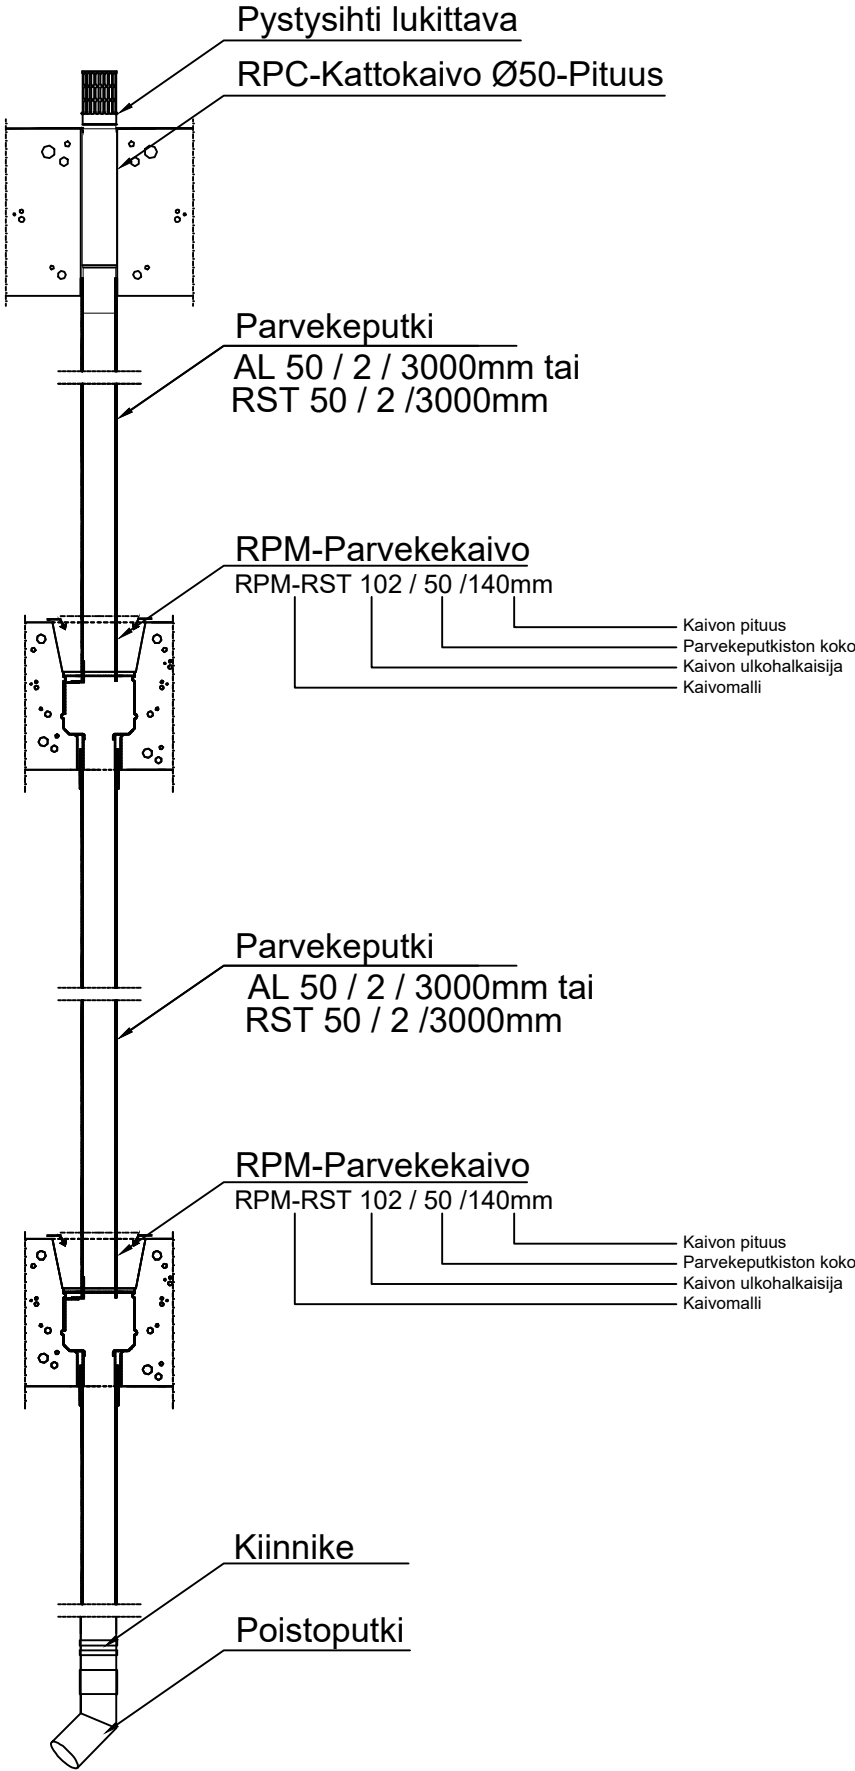 Pystysihti lukittava
RPC-Kattokaivo Ø50-Pituus
Parvekeputki
AL 50 / 2 / 3000mm tai
RST 50 / 2 /3000mm
RPM-Parvekekaivo
RPM-RST 102 / 50 /140mm
Kaivon pituus
Parvekeputkiston koko
Kaivon ulkohalkaisija
Kaivomalli
Parvekeputki
AL 50 / 2 / 3000mm tai
RST 50 / 2 /3000mm
RPM-Parvekekaivo
RPM-RST 102 / 50 /140mm
Kaivon pituus
Parvekeputkiston koko
Kaivon ulkohalkaisija
Kaivomalli
Kiinnike
Poistoputki